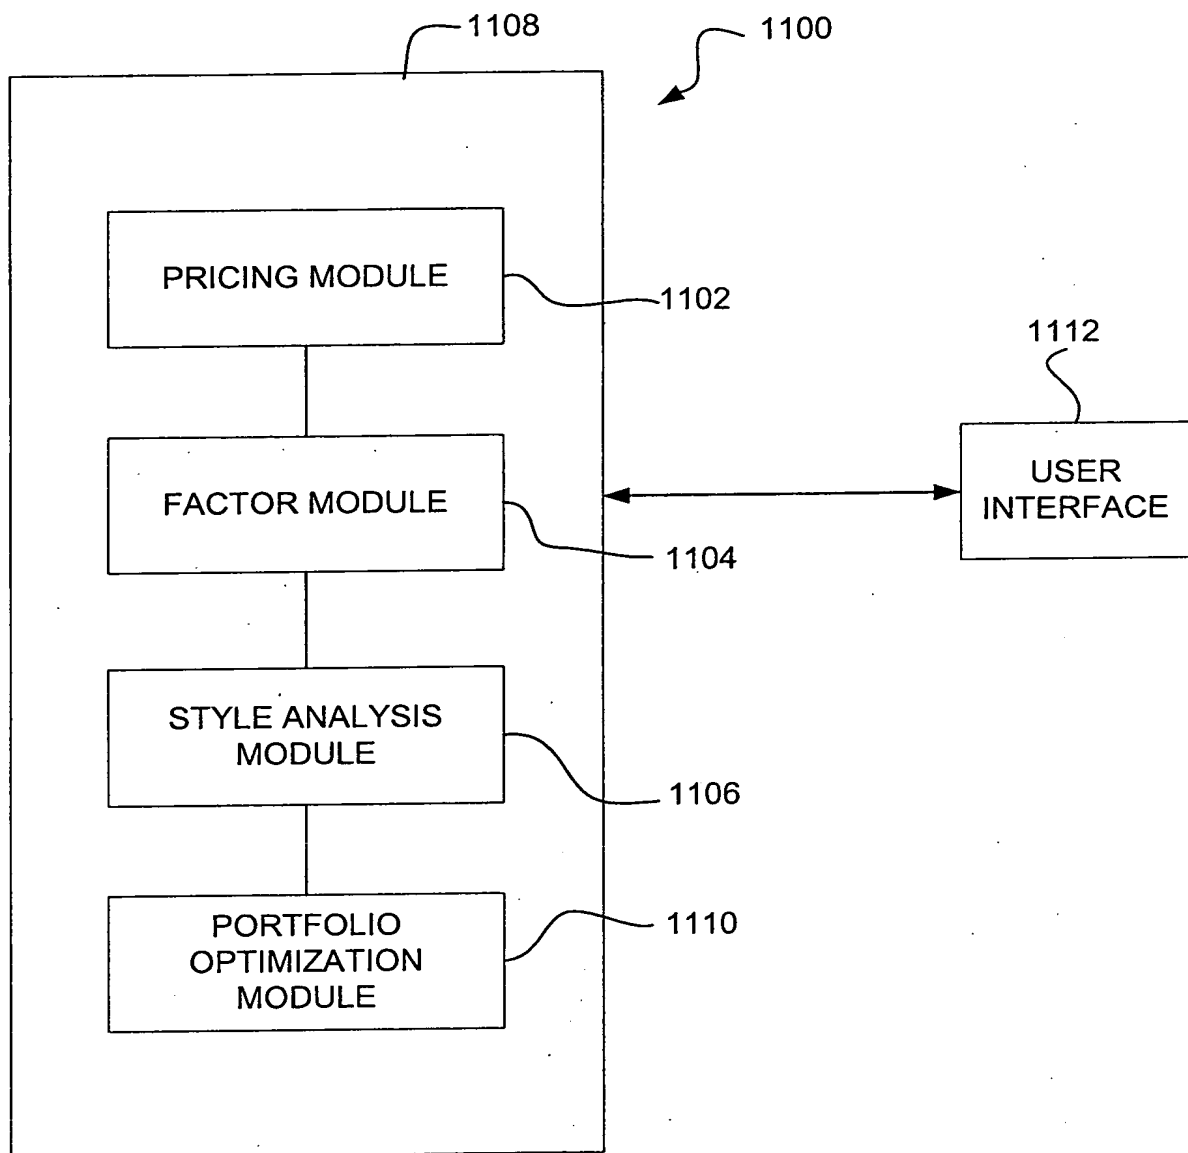 1108
1100
PRICING MODULE
1102
1112
FACTOR MODULE
1104
USER
INTERFACE
STYLE ANALYSIS
MODULE
1106
PORTFOLIO
OPTIMIZATION
MODULE
1110